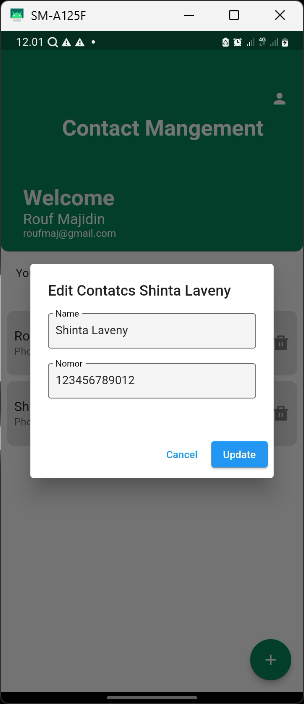 SM-A125F
12.01
Contact Mangement
Welcome
Rouf Majidin
roufmaj@gmail.com
Yo
Edit Contatcs Shinta Laveny
Name
Shinta Laveny
Ro
Pho
Nomor
123456789012
Sh
Pho
Cancel
Update
+